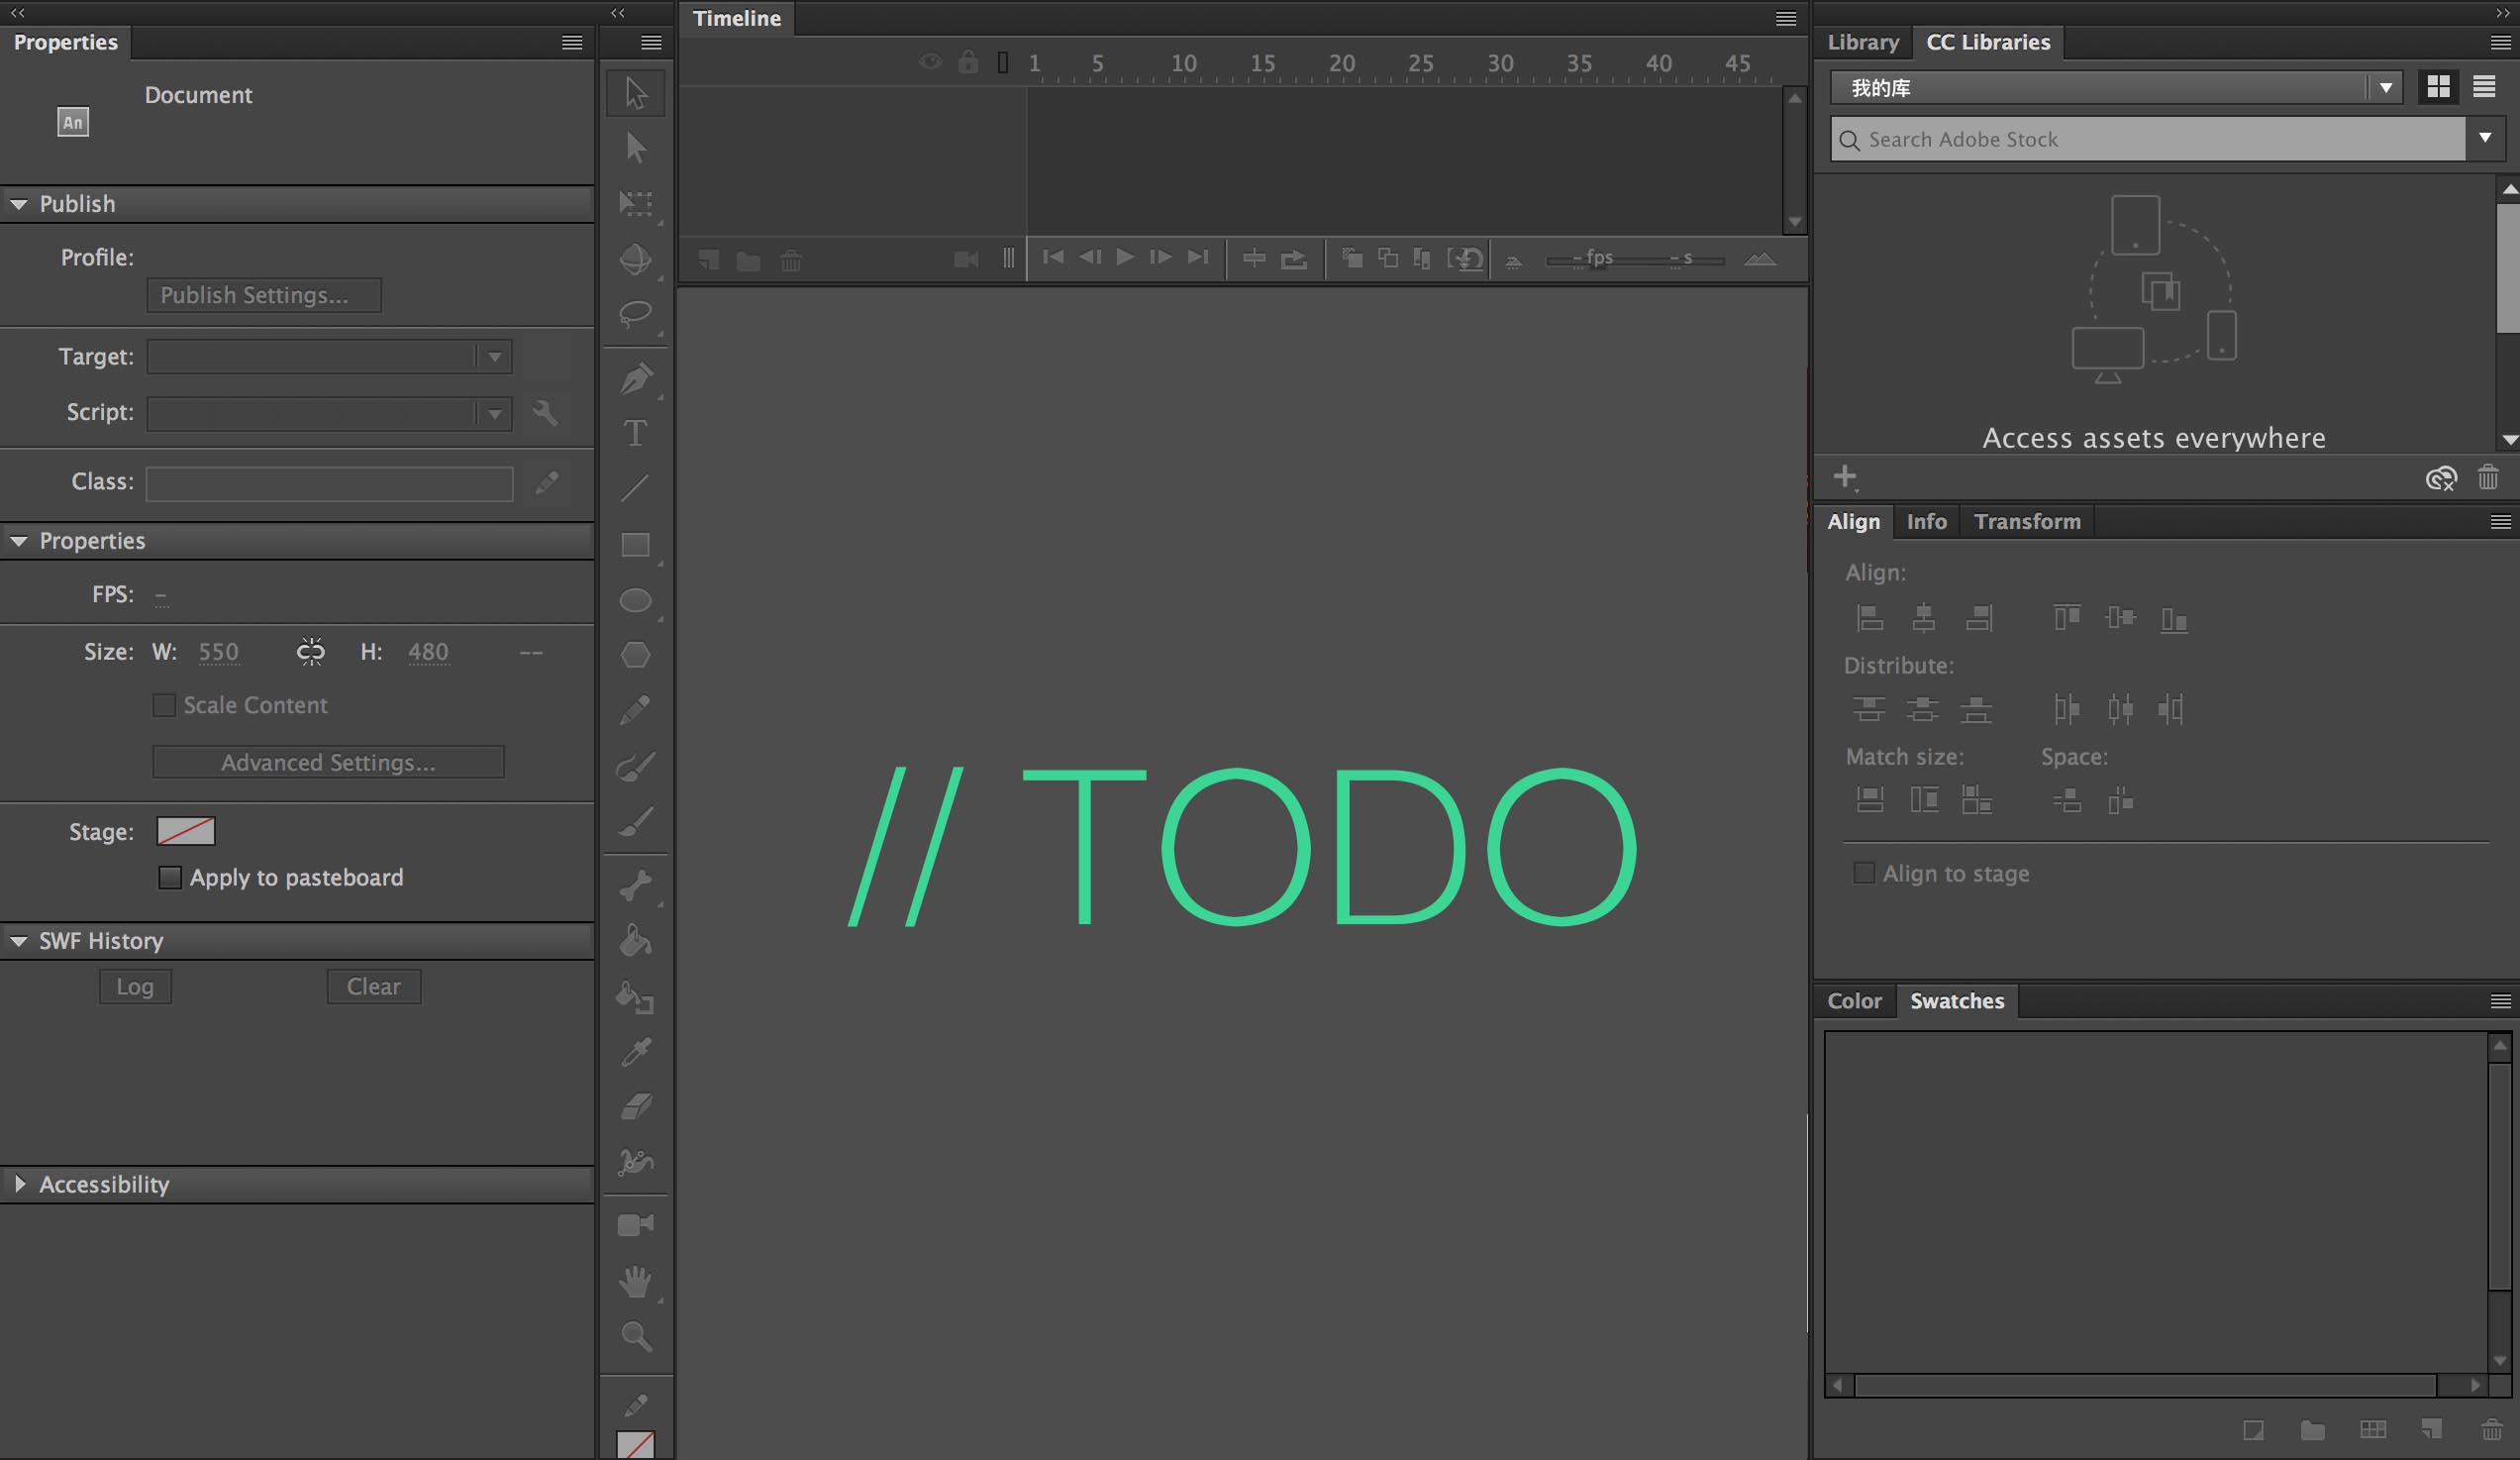 Properties
An
Document
Publish
Profile:
Publish Settings...
Target:
Script:
Class:
Properties
FPS: –
Size: W: 550 H: 480 --
Scale Content
Advanced Settings...
Stage:
Apply to pasteboard
SWF History
Log Clear
Accessibility
T
Timeline
1 5 10 15 20 25 30 35 40 45
– fps – s
// TODO
Library CC Libraries
我的库
Search Adobe Stock
Access assets everywhere
Align Info Transform
Align:
Distribute:
Match size: Space:
Align to stage
Color Swatches